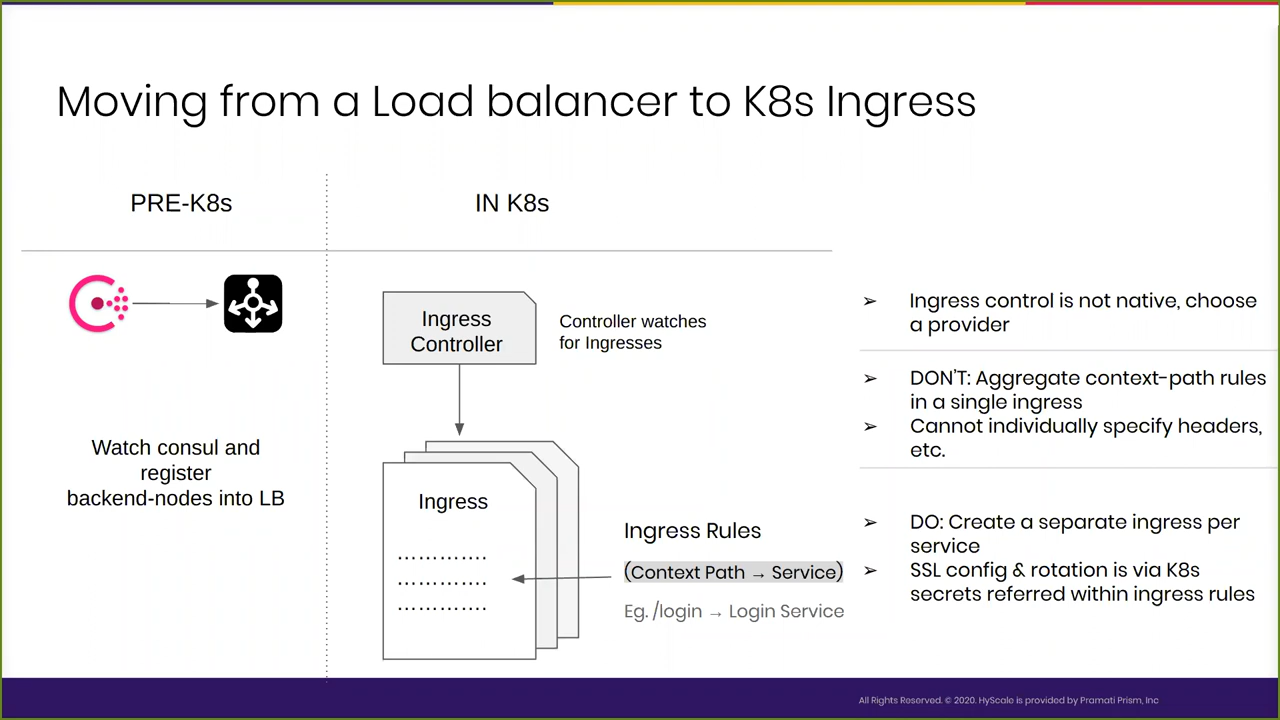 Moving from a Load balancer to K8s Ingress
PRE-K8s
IN K8s
Watch consul and
register
backend-nodes into LB
Ingress
Controller
Controller watches
for Ingresses
Ingress
………….
………….
………….
Ingress Rules
(Context Path → Service)
Eg. /login → Login Service
➢ Ingress control is not native, choose
a provider
➢ DON'T: Aggregate context-path rules
in a single ingress
➢ Cannot individually specify headers,
etc.
➢ DO: Create a separate ingress per
service
➢ SSL config & rotation is via K8s
secrets referred within ingress rules
All Rights Reserved. © 2020. HyScale is provided by Pramati Prism, Inc